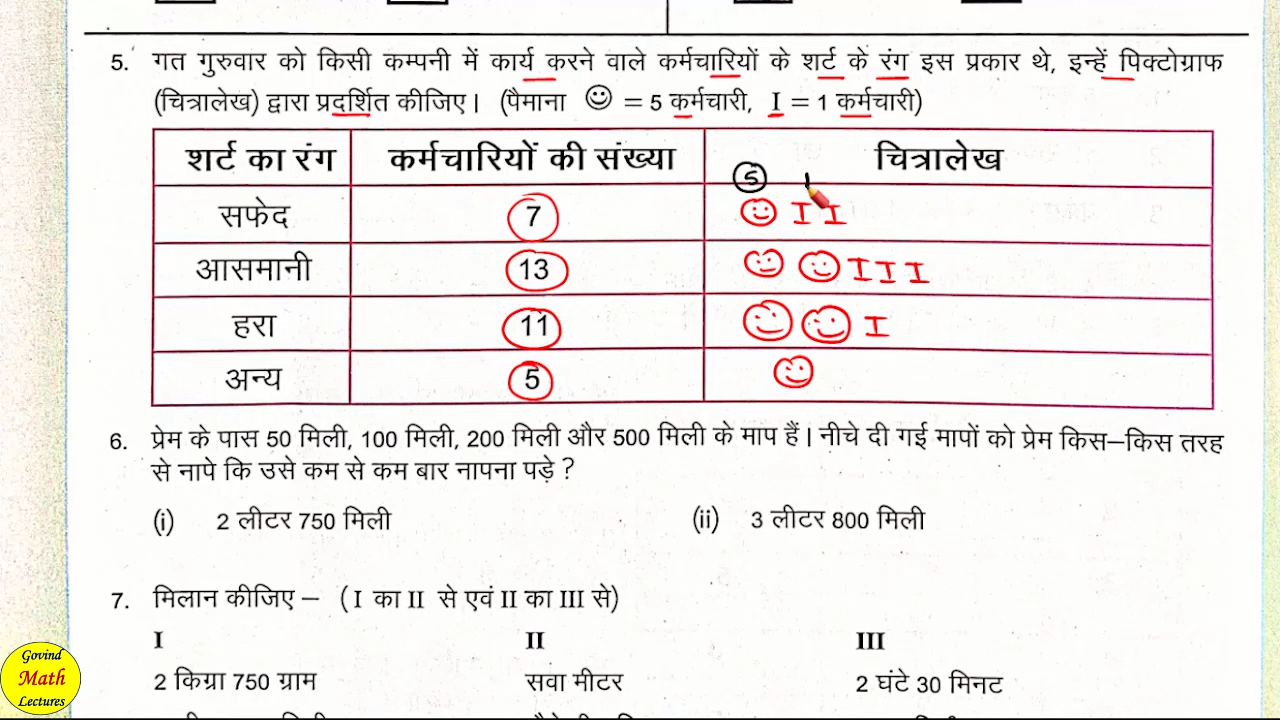 5. गत गुरुवार को किसी कम्पनी में कार्य करने वाले कर्मचारियों के शर्ट के रंग इस प्रकार थे, इन्हें पिक्टोग्राफ
(चित्रालेख) द्वारा प्रदर्शित कीजिए। (पैमाना ☺ = 5 कर्मचारी, I = 1 कर्मचारी)
शर्ट का रंग कर्मचारियों की संख्या चित्रालेख
5
सफेद 7 ☺ I I
आसमानी 13 ☺ ☺ I I I
हरा 11 ☺ ☺ I
अन्य 5 ☺
6. प्रेम के पास 50 मिली, 100 मिली, 200 मिली और 500 मिली के माप हैं। नीचे दी गई मापों को प्रेम किस–किस तरह
से नापे कि उसे कम से कम बार नापना पड़े ?
(i) 2 लीटर 750 मिली (ii) 3 लीटर 800 मिली
7. मिलान कीजिए – (I का II से एवं II का III से)
I II III
2 किग्रा 750 ग्राम सवा मीटर 2 घंटे 30 मिनट
Govind
Math
Lectures